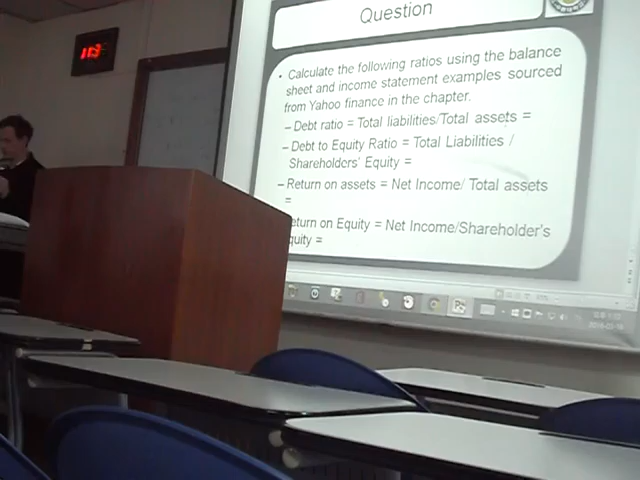 Question
• Calculate the following ratios using the balance
sheet and income statement examples sourced
from Yahoo finance in the chapter.
– Debt ratio = Total liabilities/Total assets =
– Debt to Equity Ratio = Total Liabilities /
Shareholders' Equity =
– Return on assets = Net Income/ Total assets
=
eturn on Equity = Net Income/Shareholder's
quity =